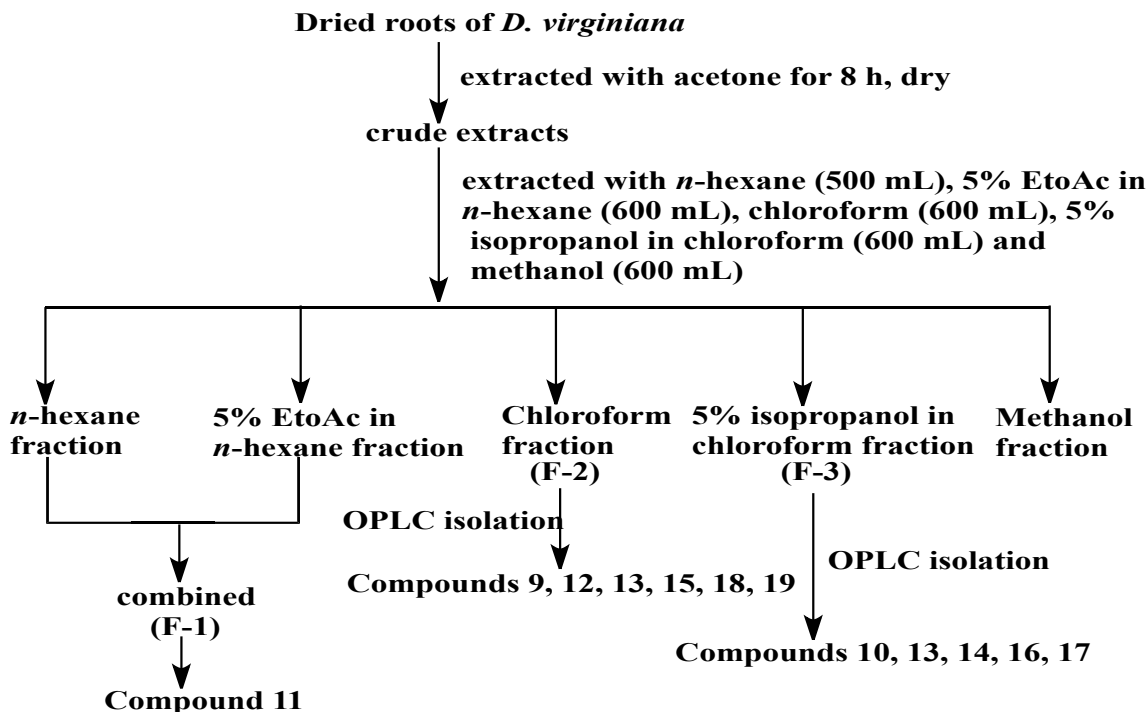 Dried roots of D. virginiana
extracted with acetone for 8 h, dry
crude extracts
extracted with n-hexane (500 mL), 5% EtoAc in
n-hexane (600 mL), chloroform (600 mL), 5%
isopropanol in chloroform (600 mL) and
methanol (600 mL)
n-hexane
fraction
5% EtoAc in
n-hexane fraction
Chloroform
fraction
(F-2)
5% isopropanol in
chloroform fraction
(F-3)
Methanol
fraction
OPLC isolation
OPLC isolation
combined
(F-1)
Compounds 9, 12, 13, 15, 18, 19
Compounds 10, 13, 14, 16, 17
Compound 11